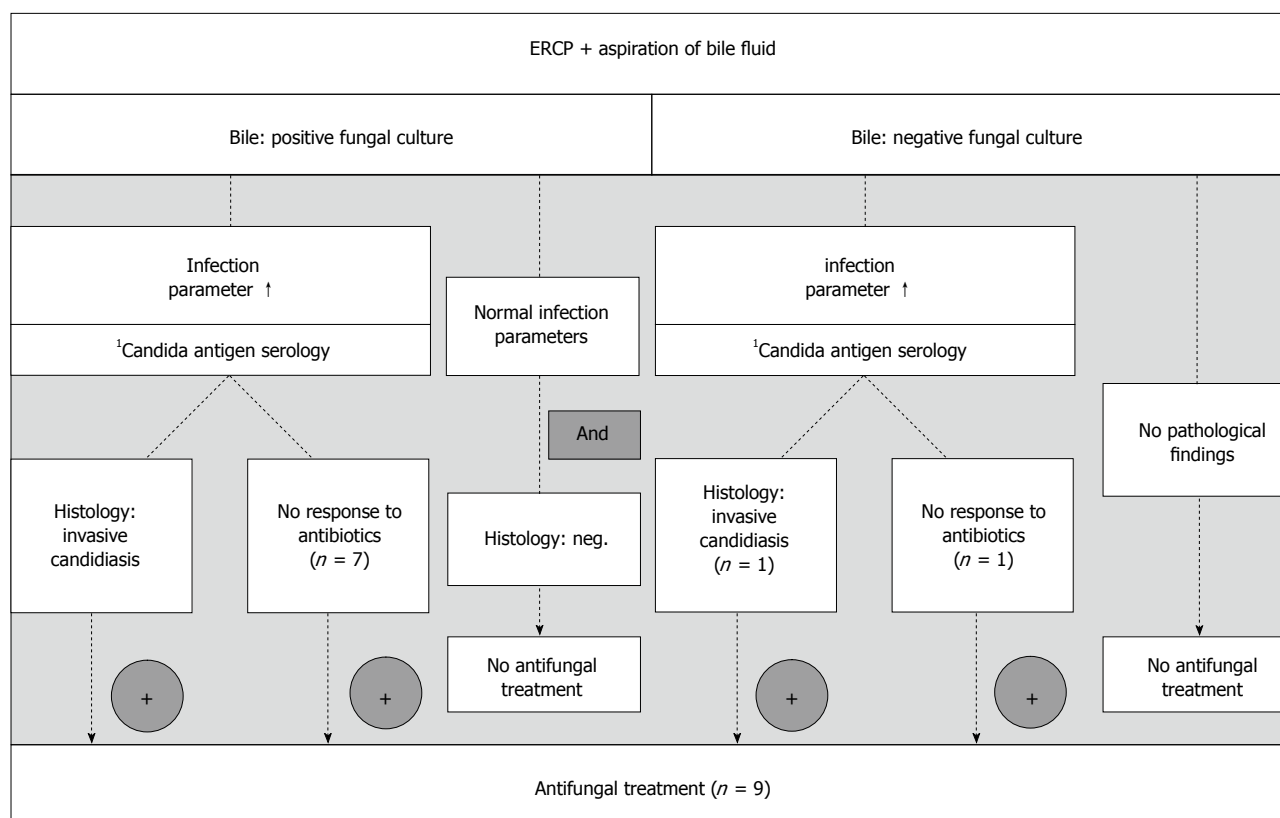 ERCP + aspiration of bile fluid
Bile: positive fungal culture
Bile: negative fungal culture
Infection
parameter ↑
¹Candida antigen serology
Normal infection
parameters
infection
parameter ↑
¹Candida antigen serology
No pathological
findings
And
Histology:
invasive
candidiasis
No response to
antibiotics
(n = 7)
Histology: neg.
Histology:
invasive
candidiasis
(n = 1)
No response to
antibiotics
(n = 1)
No antifungal
treatment
No antifungal
treatment
+
+
+
+
Antifungal treatment (n = 9)